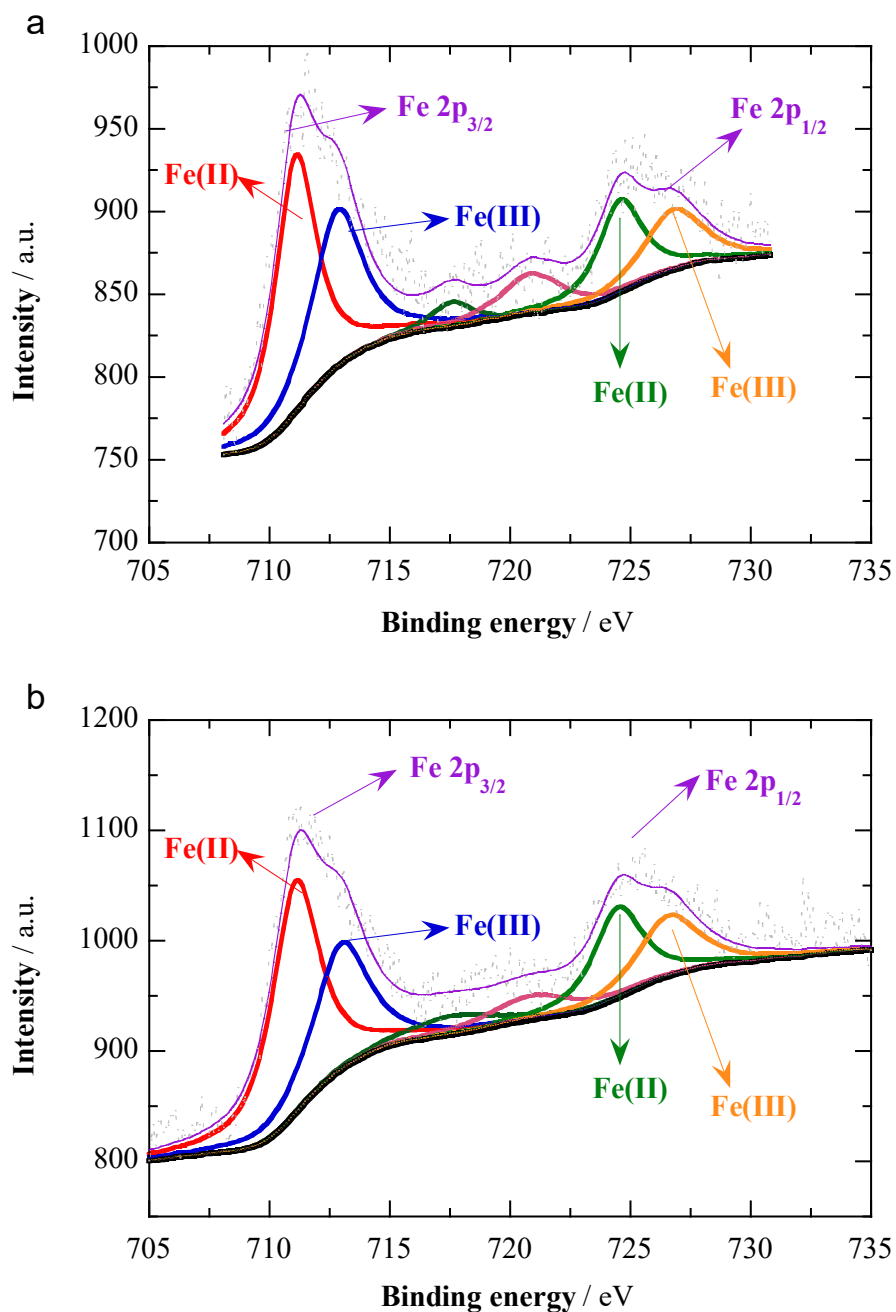 a
1000
950
900
850
800
750
700
Intensity / a.u.
Fe 2p3/2
Fe 2p1/2
Fe(II)
Fe(III)
Fe(II)
Fe(III)
705 710 715 720 725 730 735
Binding energy / eV
b
1200
1100
1000
900
800
Intensity / a.u.
Fe 2p3/2
Fe 2p1/2
Fe(II)
Fe(III)
Fe(II)
Fe(III)
705 710 715 720 725 730 735
Binding energy / eV